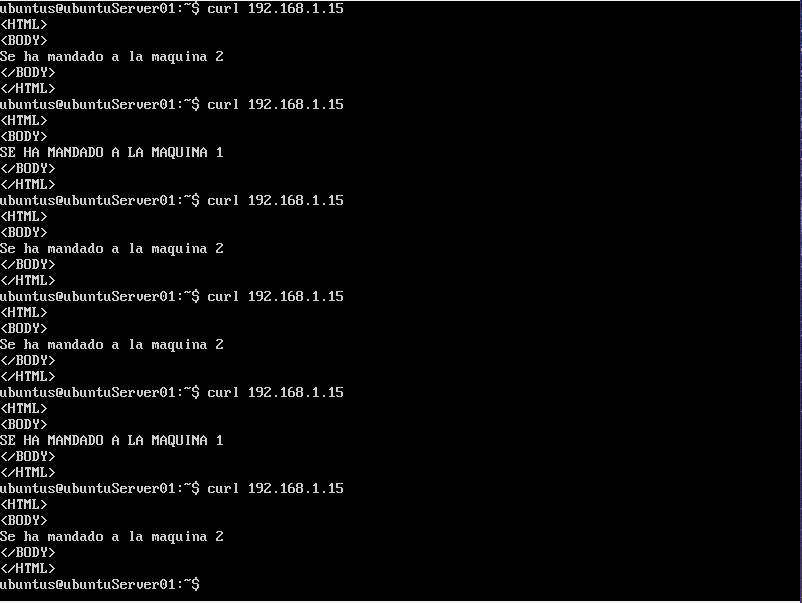 ubuntus@ubuntuServer01:~$ curl 192.168.1.15
<HTML>
<BODY>
Se ha mandado a la maquina 2
</BODY>
</HTML>
ubuntus@ubuntuServer01:~$ curl 192.168.1.15
<HTML>
<BODY>
SE HA MANDADO A LA MAQUINA 1
</BODY>
</HTML>
ubuntus@ubuntuServer01:~$ curl 192.168.1.15
<HTML>
<BODY>
Se ha mandado a la maquina 2
</BODY>
</HTML>
ubuntus@ubuntuServer01:~$ curl 192.168.1.15
<HTML>
<BODY>
Se ha mandado a la maquina 2
</BODY>
</HTML>
ubuntus@ubuntuServer01:~$ curl 192.168.1.15
<HTML>
<BODY>
SE HA MANDADO A LA MAQUINA 1
</BODY>
</HTML>
ubuntus@ubuntuServer01:~$ curl 192.168.1.15
<HTML>
<BODY>
Se ha mandado a la maquina 2
</BODY>
</HTML>
ubuntus@ubuntuServer01:~$